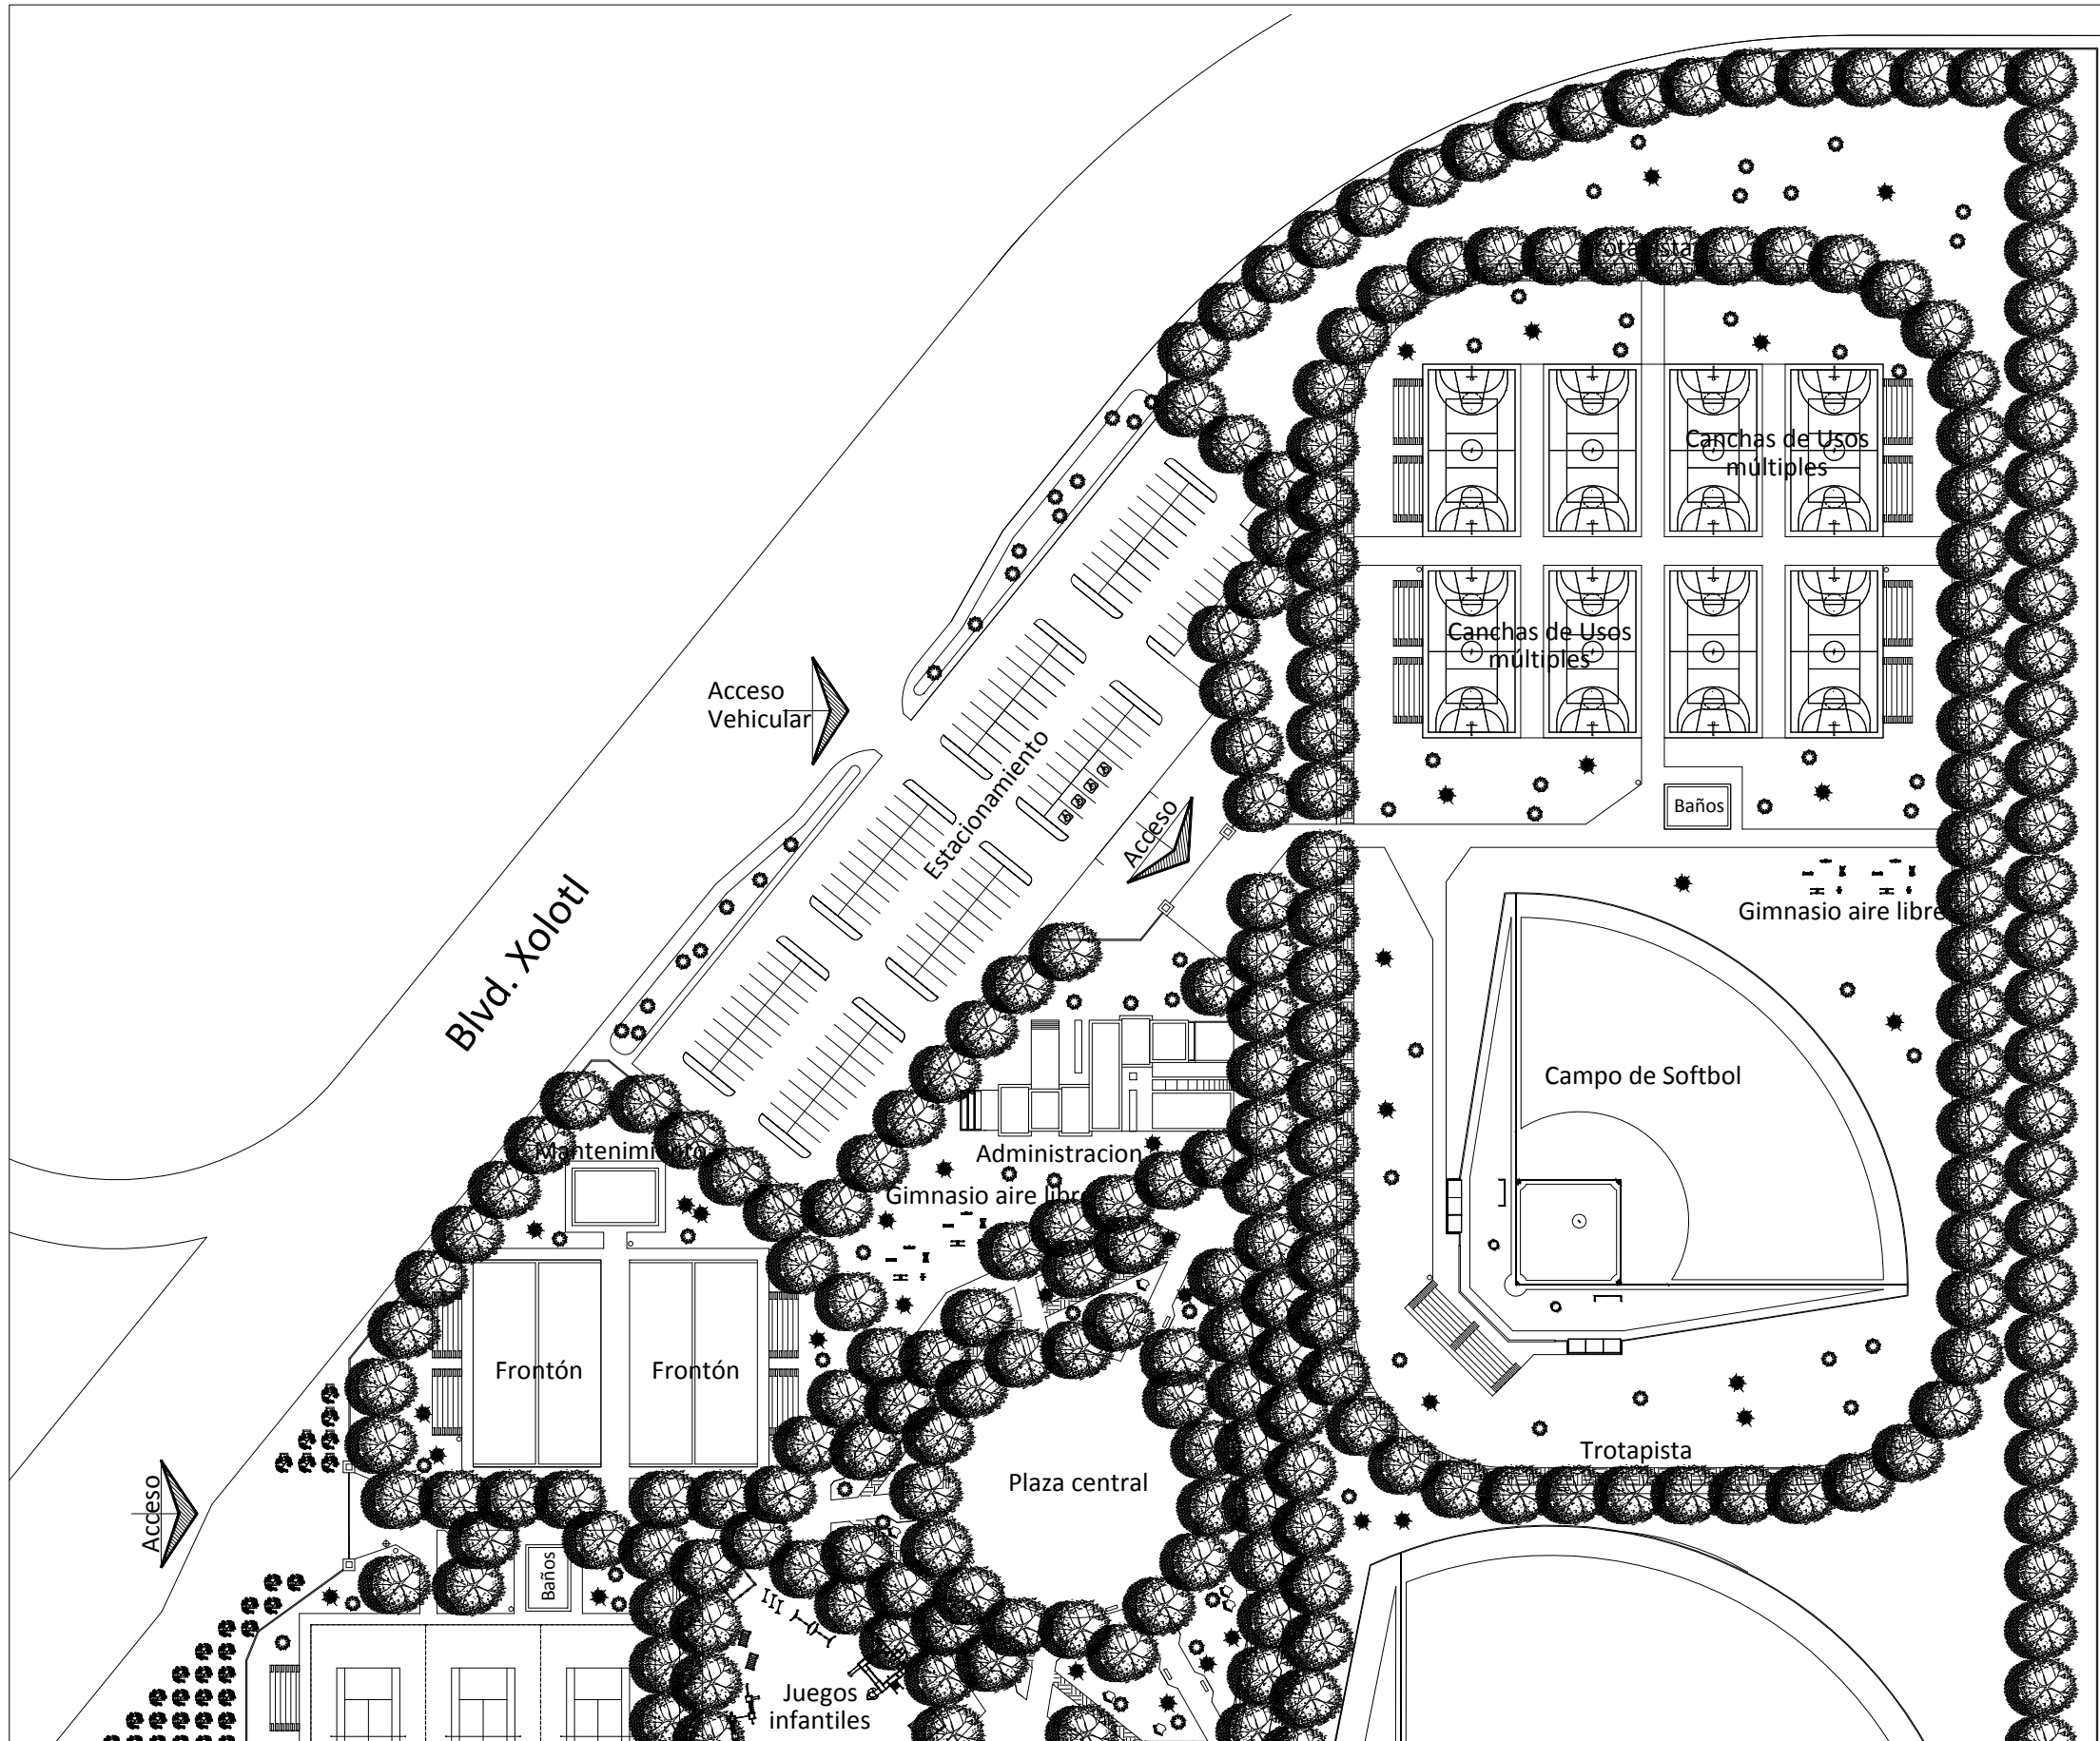 Trotapista
Canchas de Usos
múltiples
Canchas de Usos
múltiples
Acceso
Vehicular
Estacionamiento
Acceso
Baños
Gimnasio aire libre
Blvd. Xolotl
Campo de Softbol
Mantenimiento
Administracion
Gimnasio aire libre
Frontón
Frontón
Trotapista
Plaza central
Acceso
Baños
Juegos
infantiles